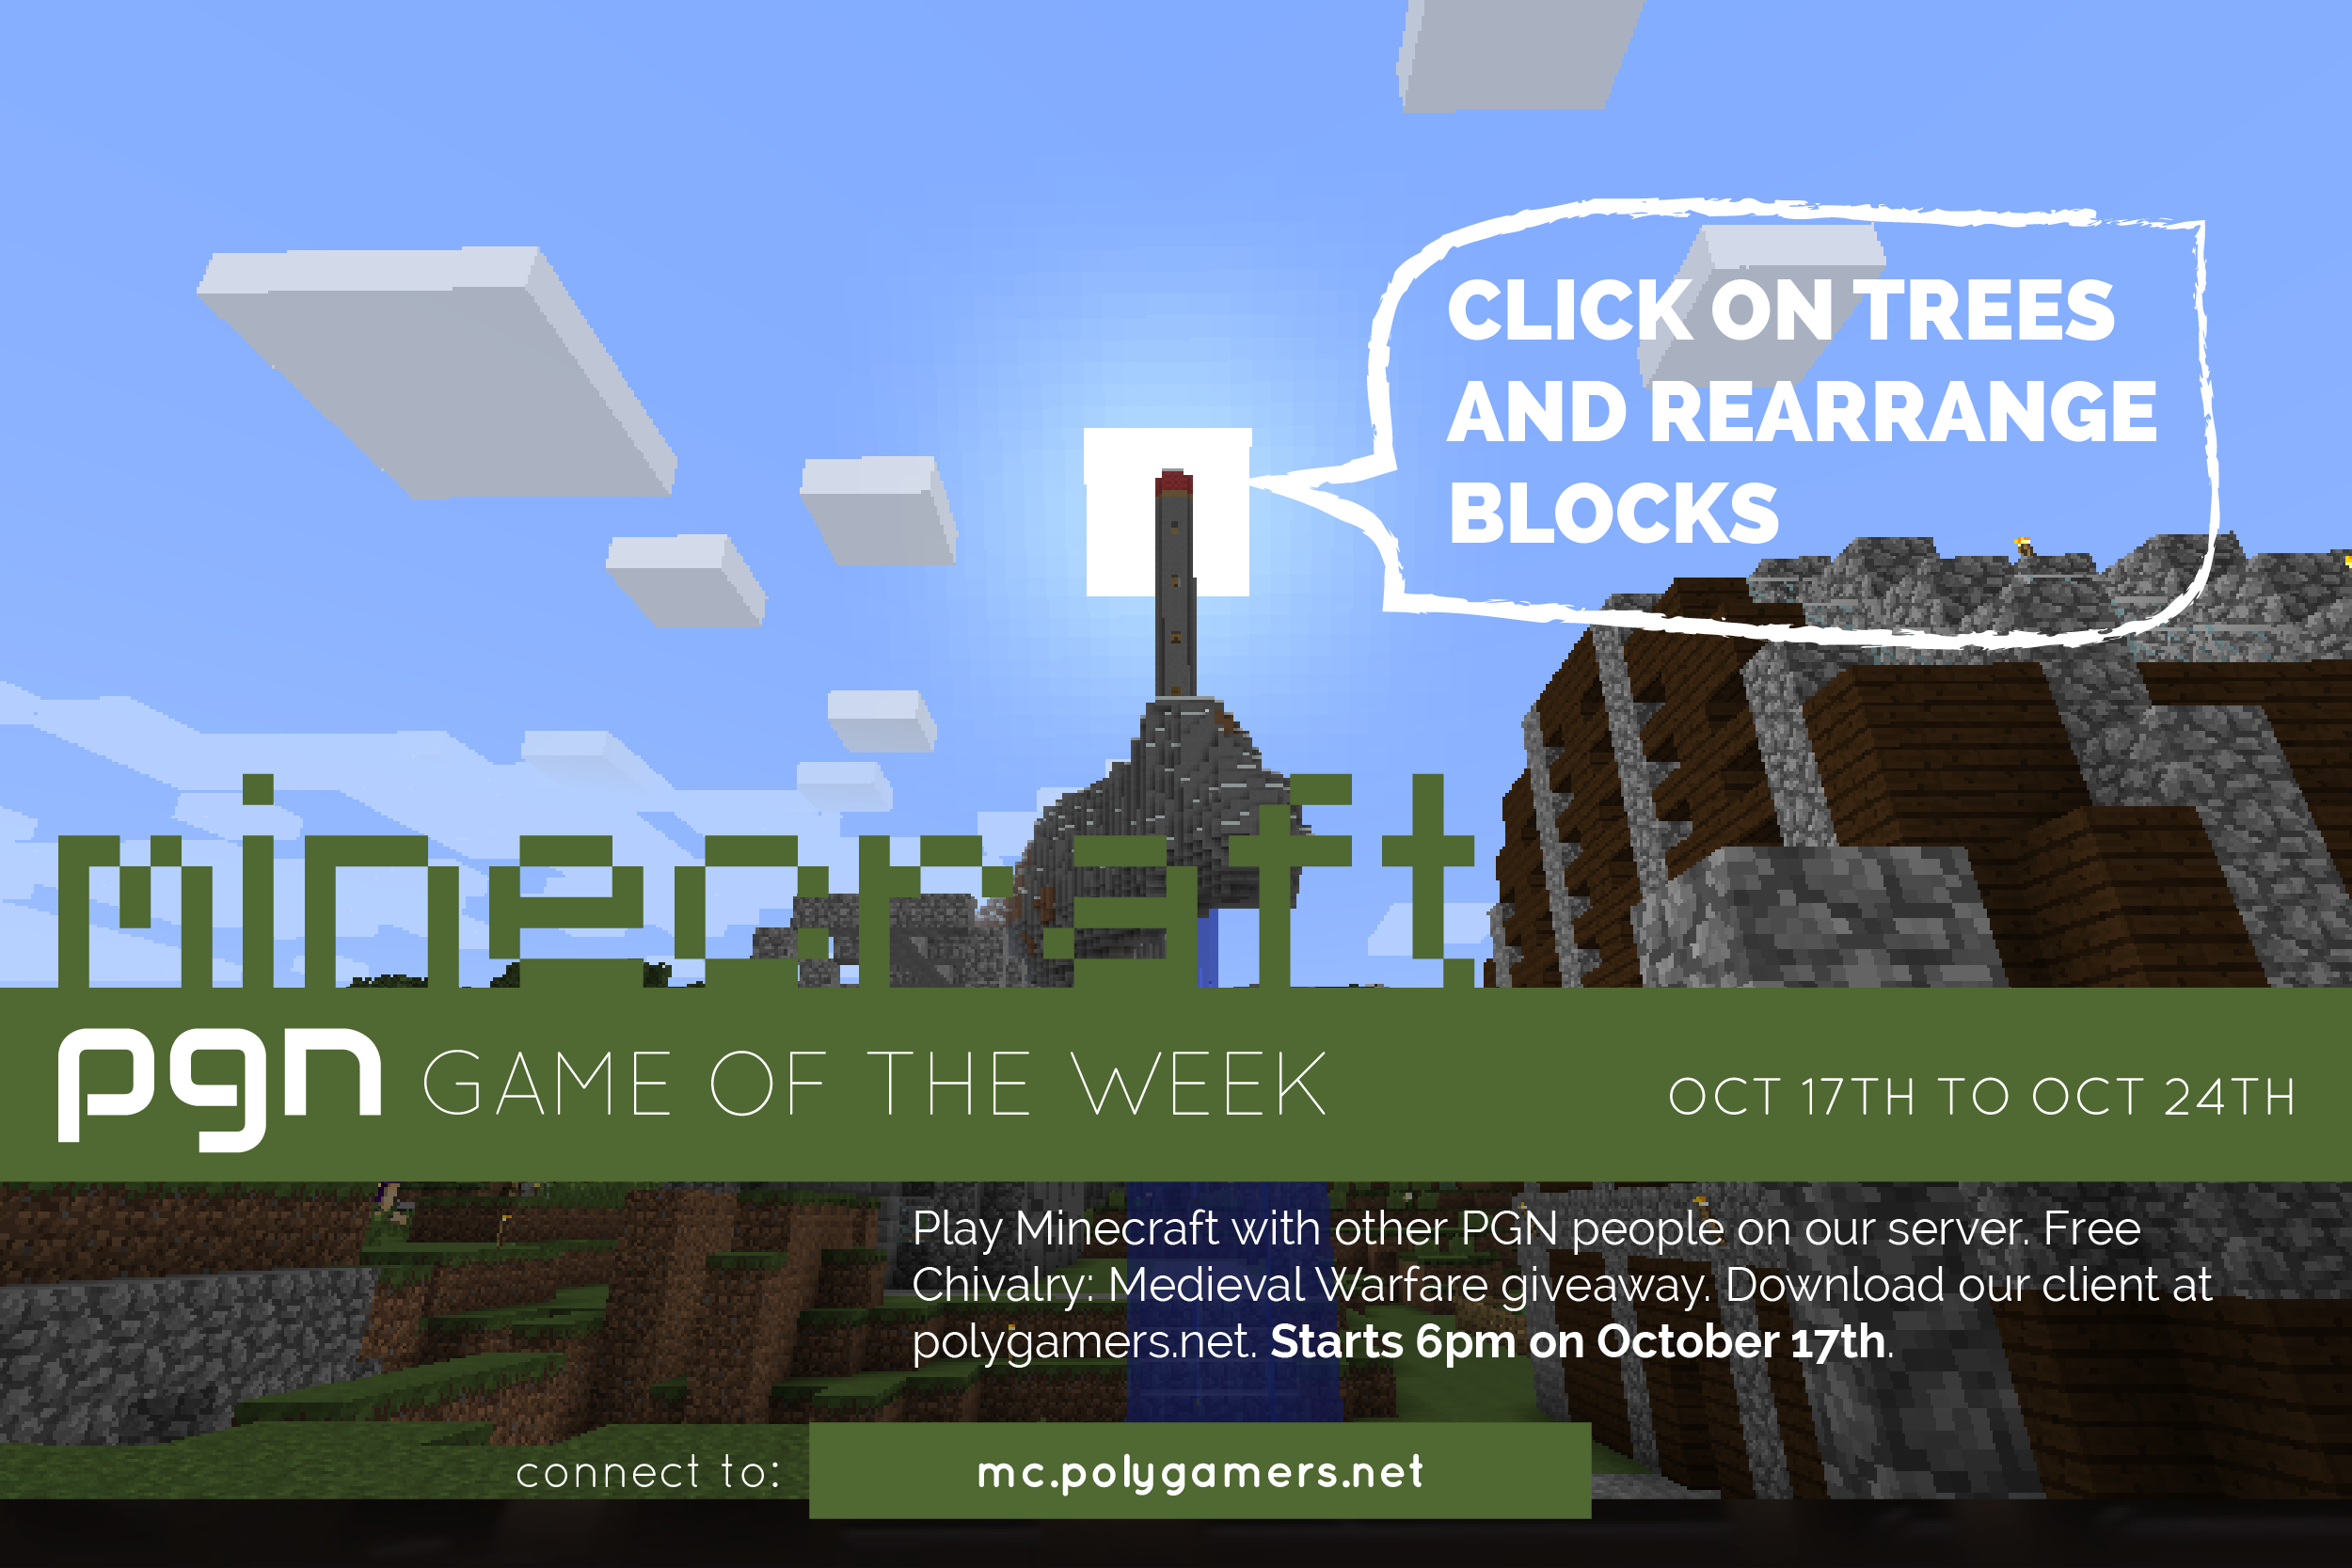 CLICK ON TREES
AND REARRANGE
BLOCKS
minecraft
pgn GAME OF THE WEEK
OCT 17TH TO OCT 24TH
Play Minecraft with other PGN people on our server. Free
Chivalry: Medieval Warfare giveaway. Download our client at
polygamers.net. Starts 6pm on October 17th.
connect to: mc.polygamers.net